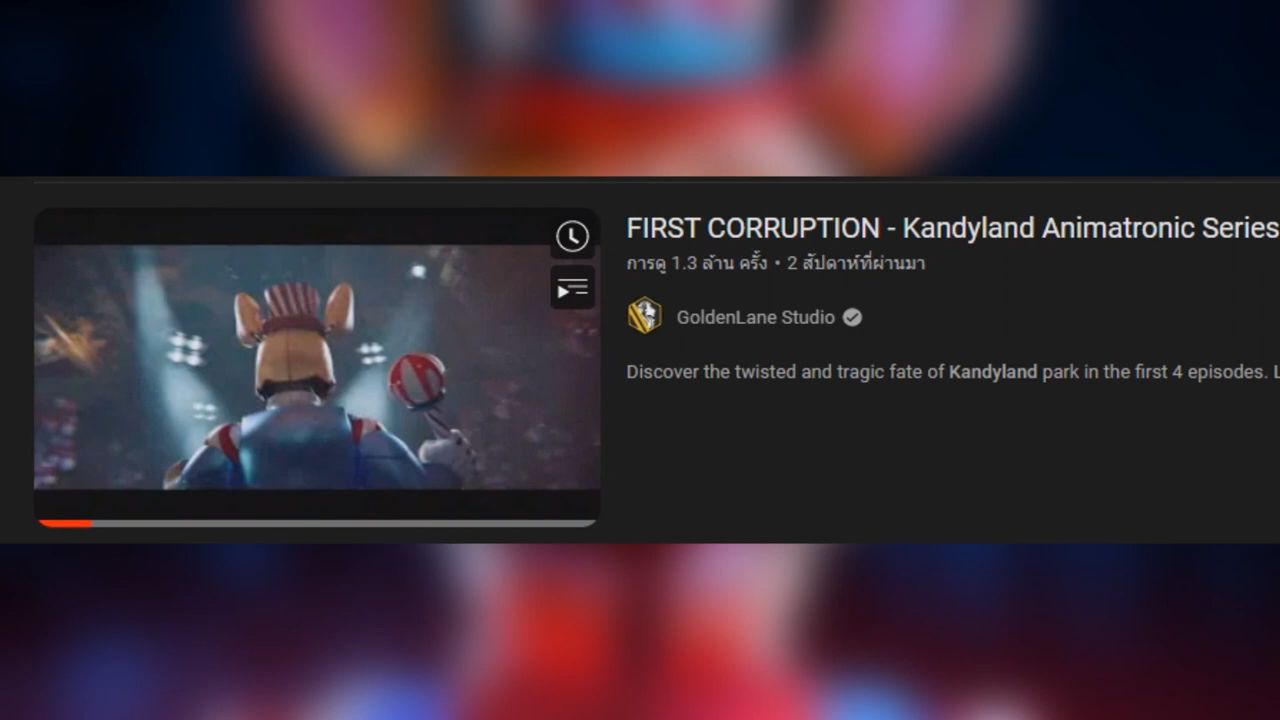 FIRST CORRUPTION - Kandyland Animatronic Series
การดู 1.3 ล้าน ครั้ง • 2 สัปดาห์ที่ผ่านมา
GoldenLane Studio
Discover the twisted and tragic fate of Kandyland park in the first 4 episodes. L